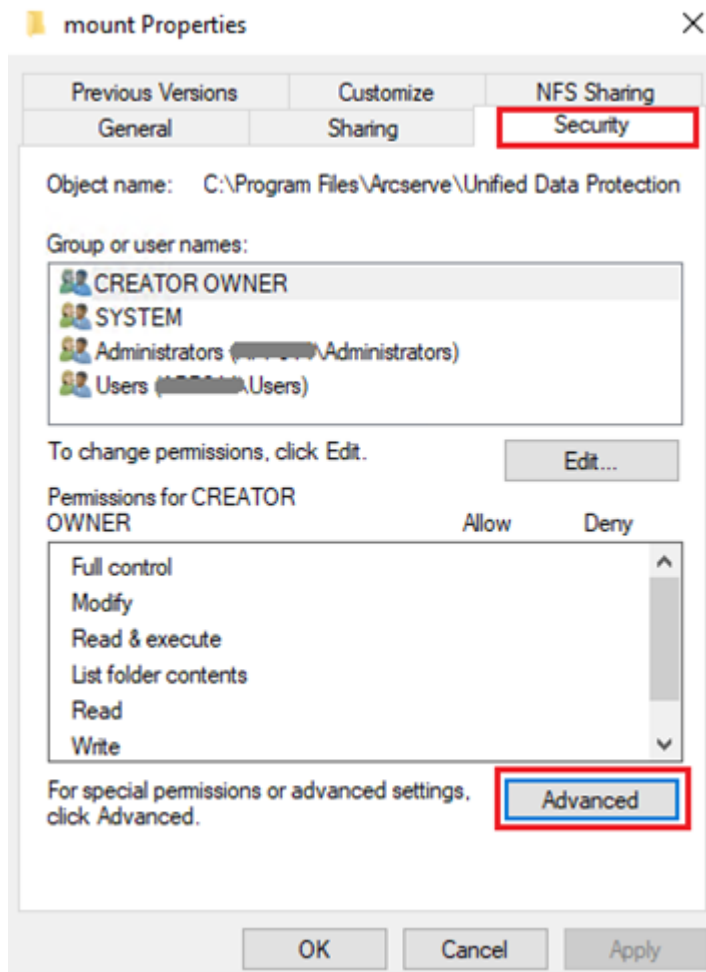 mount Properties
Previous Versions
Customize
NFS Sharing
General
Sharing
Security
Object name: C:\Program Files\Arcserve\Unified Data Protection
Group or user names:
CREATOR OWNER
SYSTEM
Administrators ( \Administrators)
Users ( \Users)
To change permissions, click Edit.
Edit...
Permissions for CREATOR
OWNER
Allow
Deny
Full control
Modify
Read & execute
List folder contents
Read
Write
For special permissions or advanced settings,
click Advanced.
Advanced
OK
Cancel
Apply